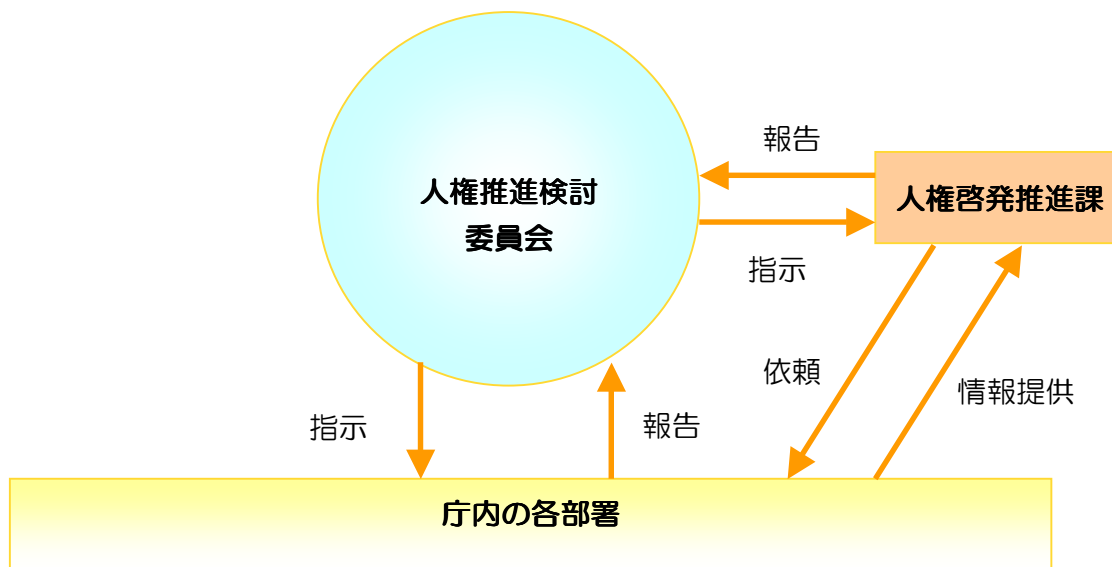 報告
人権推進検討
委員会
人権啓発推進課
指示
依頼
情報提供
指示
報告
庁内の各部署